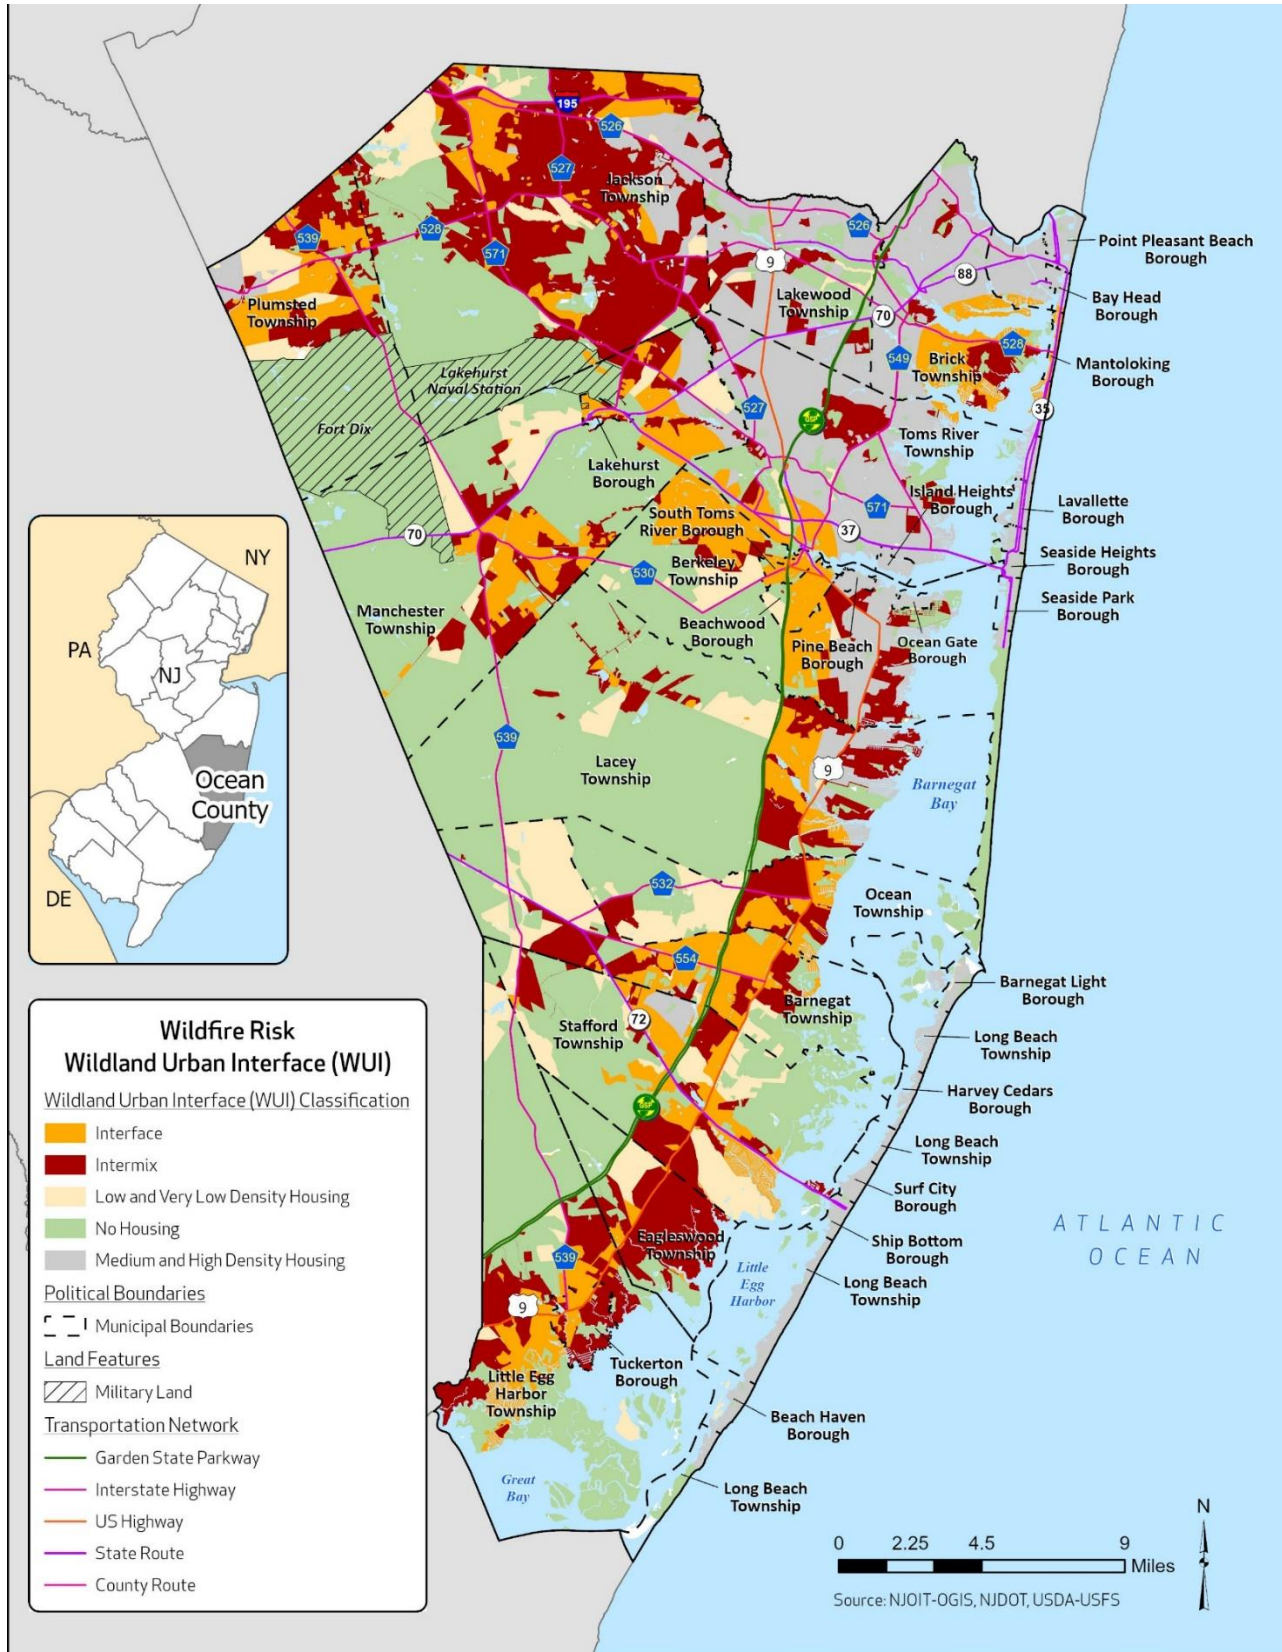 195
526
527
Jackson
Township
528
539
571
526
9
88
Point Pleasant Beach
Borough
Bay Head
Borough
Plumsted
Township
Lakewood
Township
70
549
528
Brick
Township
Mantoloking
Borough
35
Lakehurst
Naval Station
Fort Dix
527
GSP
Toms River
Township
Lakehurst
Borough
Island Heights
Borough
571
Lavallette
Borough
South Toms
River Borough
37
70
Seaside Heights
Borough
530
Berkeley
Township
Seaside Park
Borough
Manchester
Township
Beachwood
Borough
Pine Beach
Borough
Ocean Gate
Borough
539
Lacey
Township
9
Barnegat
Bay
532
Ocean
Township
554
Barnegat Light
Borough
Barnegat
Township
Stafford
Township
72
Long Beach
Township
Harvey Cedars
Borough
GSP
Long Beach
Township
Surf City
Borough
Eagleswood
Township
Ship Bottom
Borough
539
Little
Egg
Harbor
Long Beach
Township
9
Tuckerton
Borough
Little Egg
Harbor
Township
Beach Haven
Borough
Great
Bay
Long Beach
Township
ATLANTIC
OCEAN
NY
PA
NJ
Ocean
County
DE
Wildfire Risk
Wildland Urban Interface (WUI)
Wildland Urban Interface (WUI) Classification
Interface
Intermix
Low and Very Low Density Housing
No Housing
Medium and High Density Housing
Political Boundaries
Municipal Boundaries
Land Features
Military Land
Transportation Network
Garden State Parkway
Interstate Highway
US Highway
State Route
County Route
N
0 2.25 4.5 9
Miles
Source: NJOIT-OGIS, NJDOT, USDA-USFS